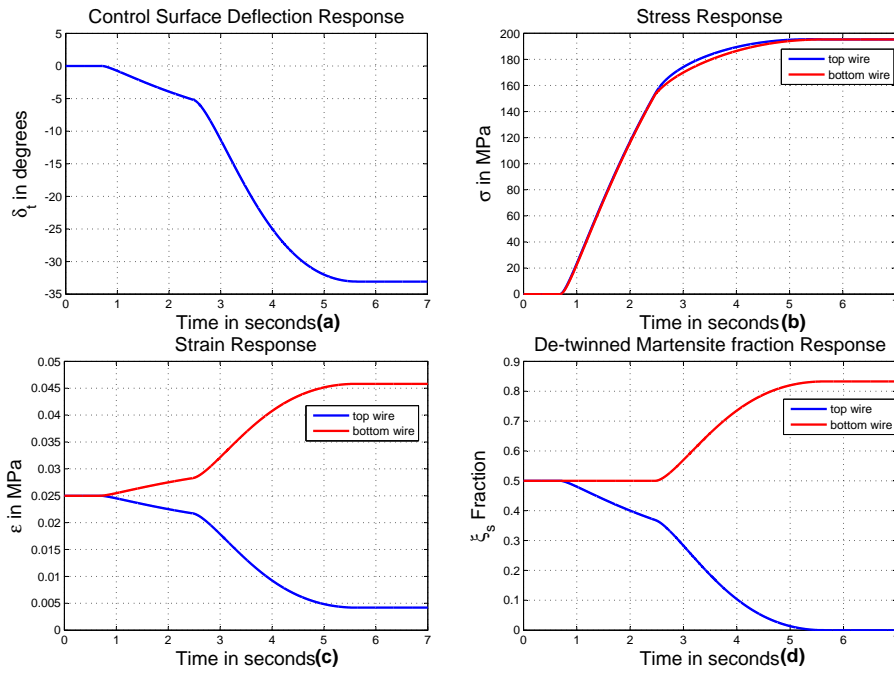 Control Surface Deflection Response
5
0
-5
-10
-15
-20
-25
-30
-35
δt in degrees
0 1 2 3 4 5 6 7
Time in seconds(a)
Stress Response
200
180
160
140
120
100
80
60
40
20
0
σ in MPa
top wire
bottom wire
0 1 2 3 4 5 6 7
Time in seconds(b)
Strain Response
0.05
0.045
0.04
0.035
0.03
0.025
0.02
0.015
0.01
0.005
0
ε in MPa
top wire
bottom wire
0 1 2 3 4 5 6 7
Time in seconds(c)
De-twinned Martensite fraction Response
0.9
0.8
0.7
0.6
0.5
0.4
0.3
0.2
0.1
0
ξs Fraction
top wire
bottom wire
0 1 2 3 4 5 6 7
Time in seconds(d)